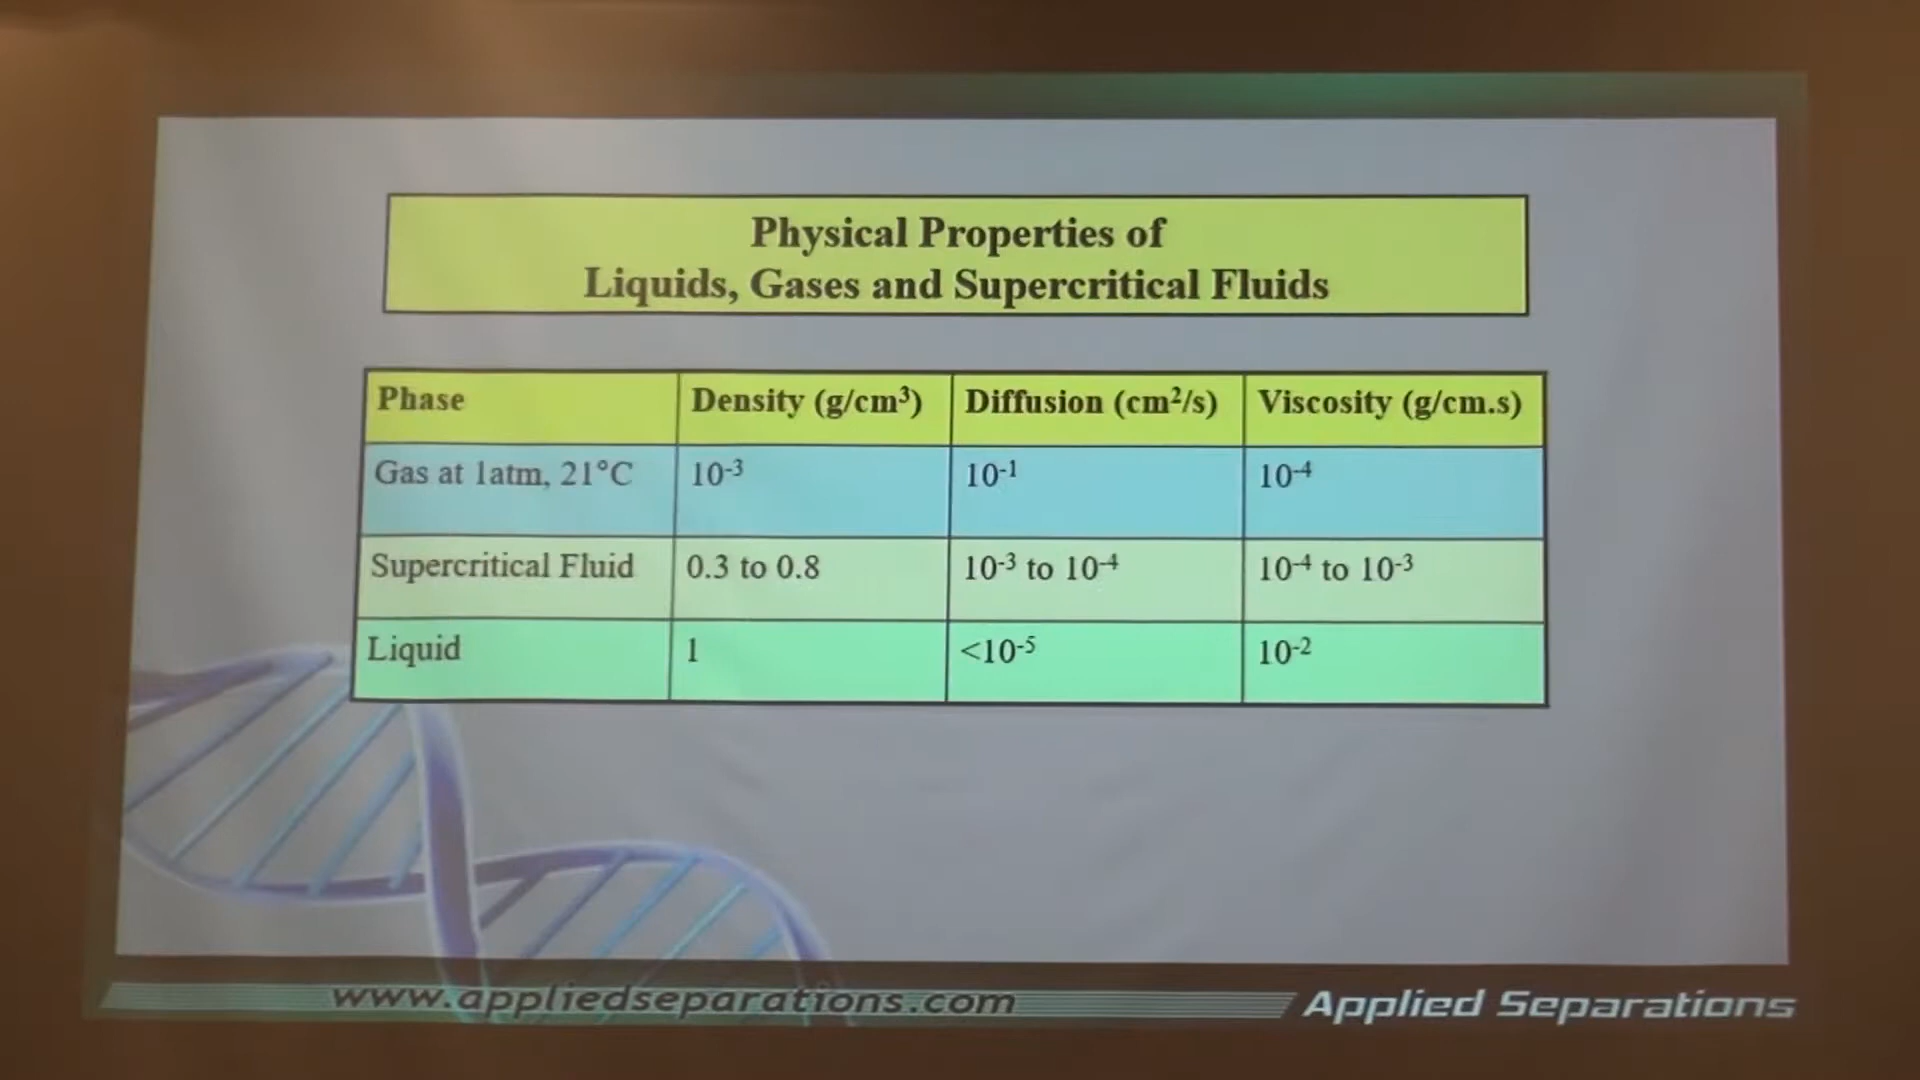 Physical Properties of
Liquids, Gases and Supercritical Fluids
Phase Density (g/cm³) Diffusion (cm²/s) Viscosity (g/cm.s)
Gas at 1atm, 21°C 10⁻³ 10⁻¹ 10⁻⁴
Supercritical Fluid 0.3 to 0.8 10⁻³ to 10⁻⁴ 10⁻⁴ to 10⁻³
Liquid 1 <10⁻⁵ 10⁻²
www.appliedseparations.com Applied Separations